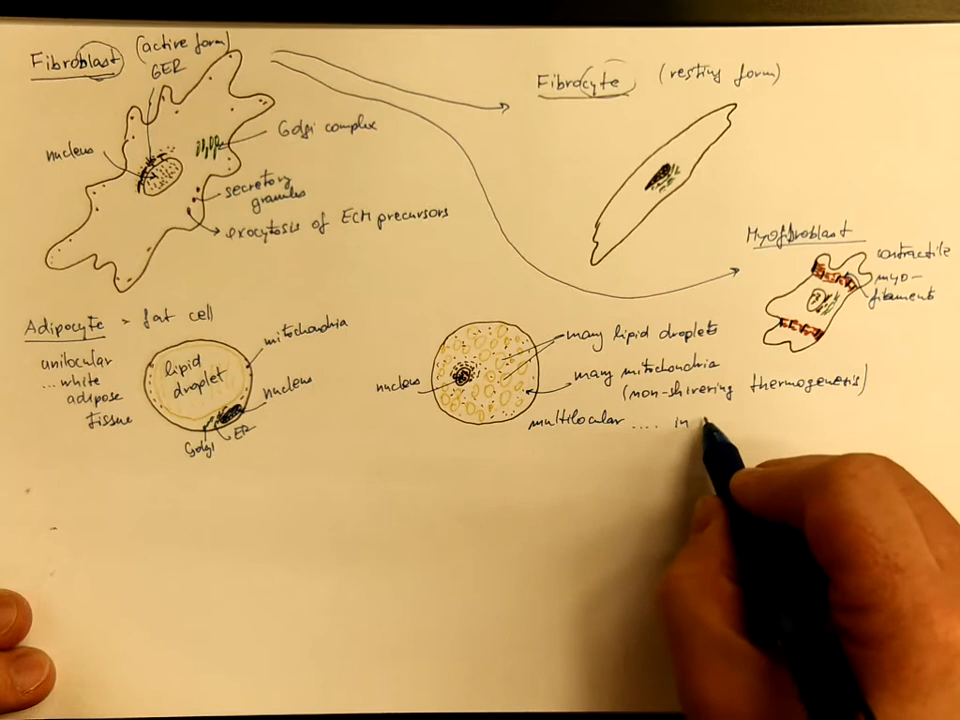 Fibroblast (active form)
GER
nucleus
Golgi complex
secretory
granules
exocytosis of ECM precursors
Fibrocyte (resting form)
Myofibroblast
contractile
myo-
filaments
Adipocyte = fat cell
unilocular
... white
adipose
tissue
lipid
droplet
mitochondria
nucleus
Golgi
ER
nucleus
many lipid droplets
many mitochondria
(non-shivering thermogenesis)
multilocular .... in